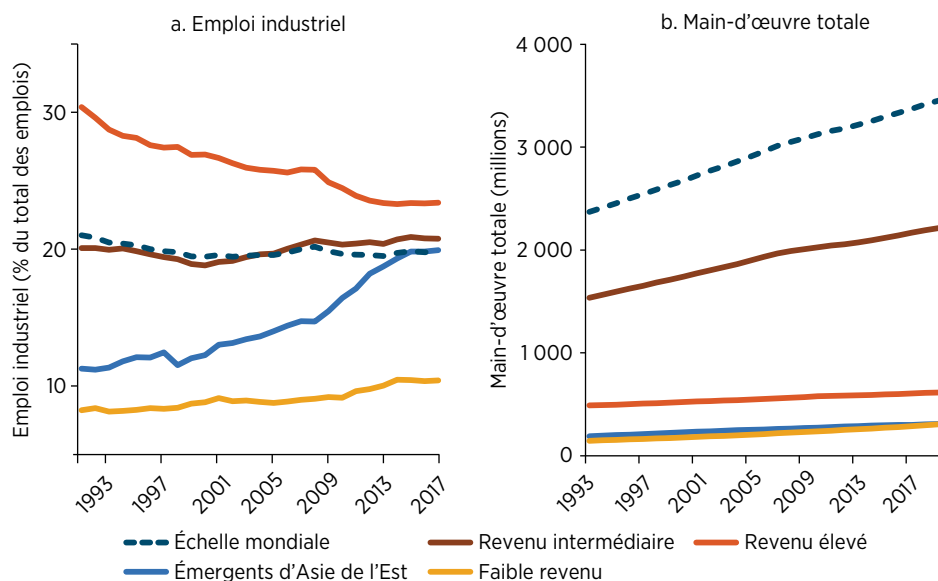 a. Emploi industriel
Emploi industriel (% du total des emplois)
30
20
10
1993
1997
2001
2005
2009
2013
2017
b. Main-d'œuvre totale
Main-d'œuvre totale (millions)
4 000
3 000
2 000
1 000
0
1993
1997
2001
2005
2009
2013
2017
Échelle mondiale
Revenu intermédiaire
Revenu élevé
Émergents d'Asie de l'Est
Faible revenu